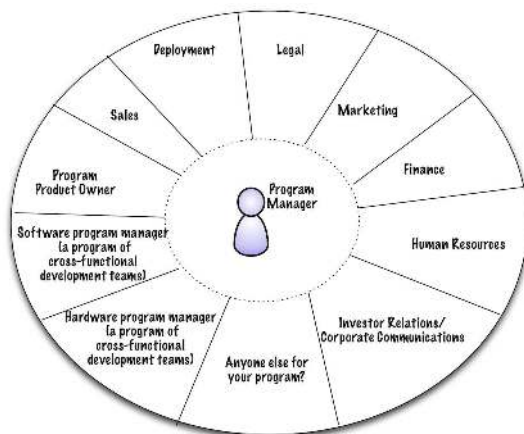 Deployment
Legal
Marketing
Finance
Human Resources
Investor Relations/
Corporate Communications
Anyone else for
your program?
Hardware program manager
(a program of
cross-functional
development teams)
Software program manager
(a program of
cross-functional
development teams)
Program
Product Owner
Sales
Program
Manager